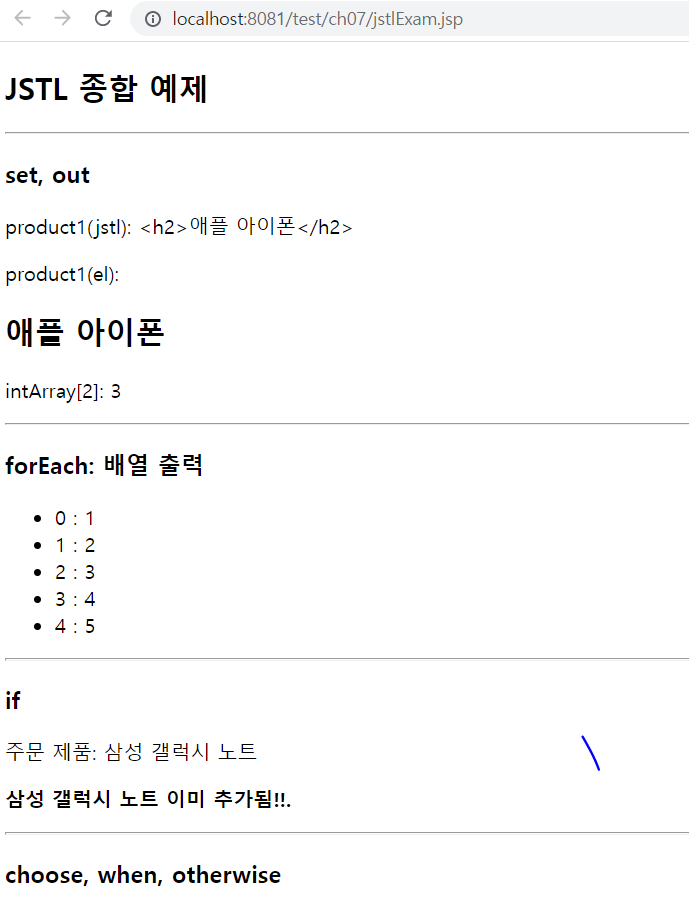 localhost:8081/test/ch07/jstlExam.jsp
JSTL 종합 예제
set, out
product1(jstl): <h2>애플 아이폰</h2>
product1(el):
애플 아이폰
intArray[2]: 3
forEach: 배열 출력
0 : 1
1 : 2
2 : 3
3 : 4
4 : 5
if
주문 제품: 삼성 갤럭시 노트
삼성 갤럭시 노트 이미 추가됨!!.
choose, when, otherwise